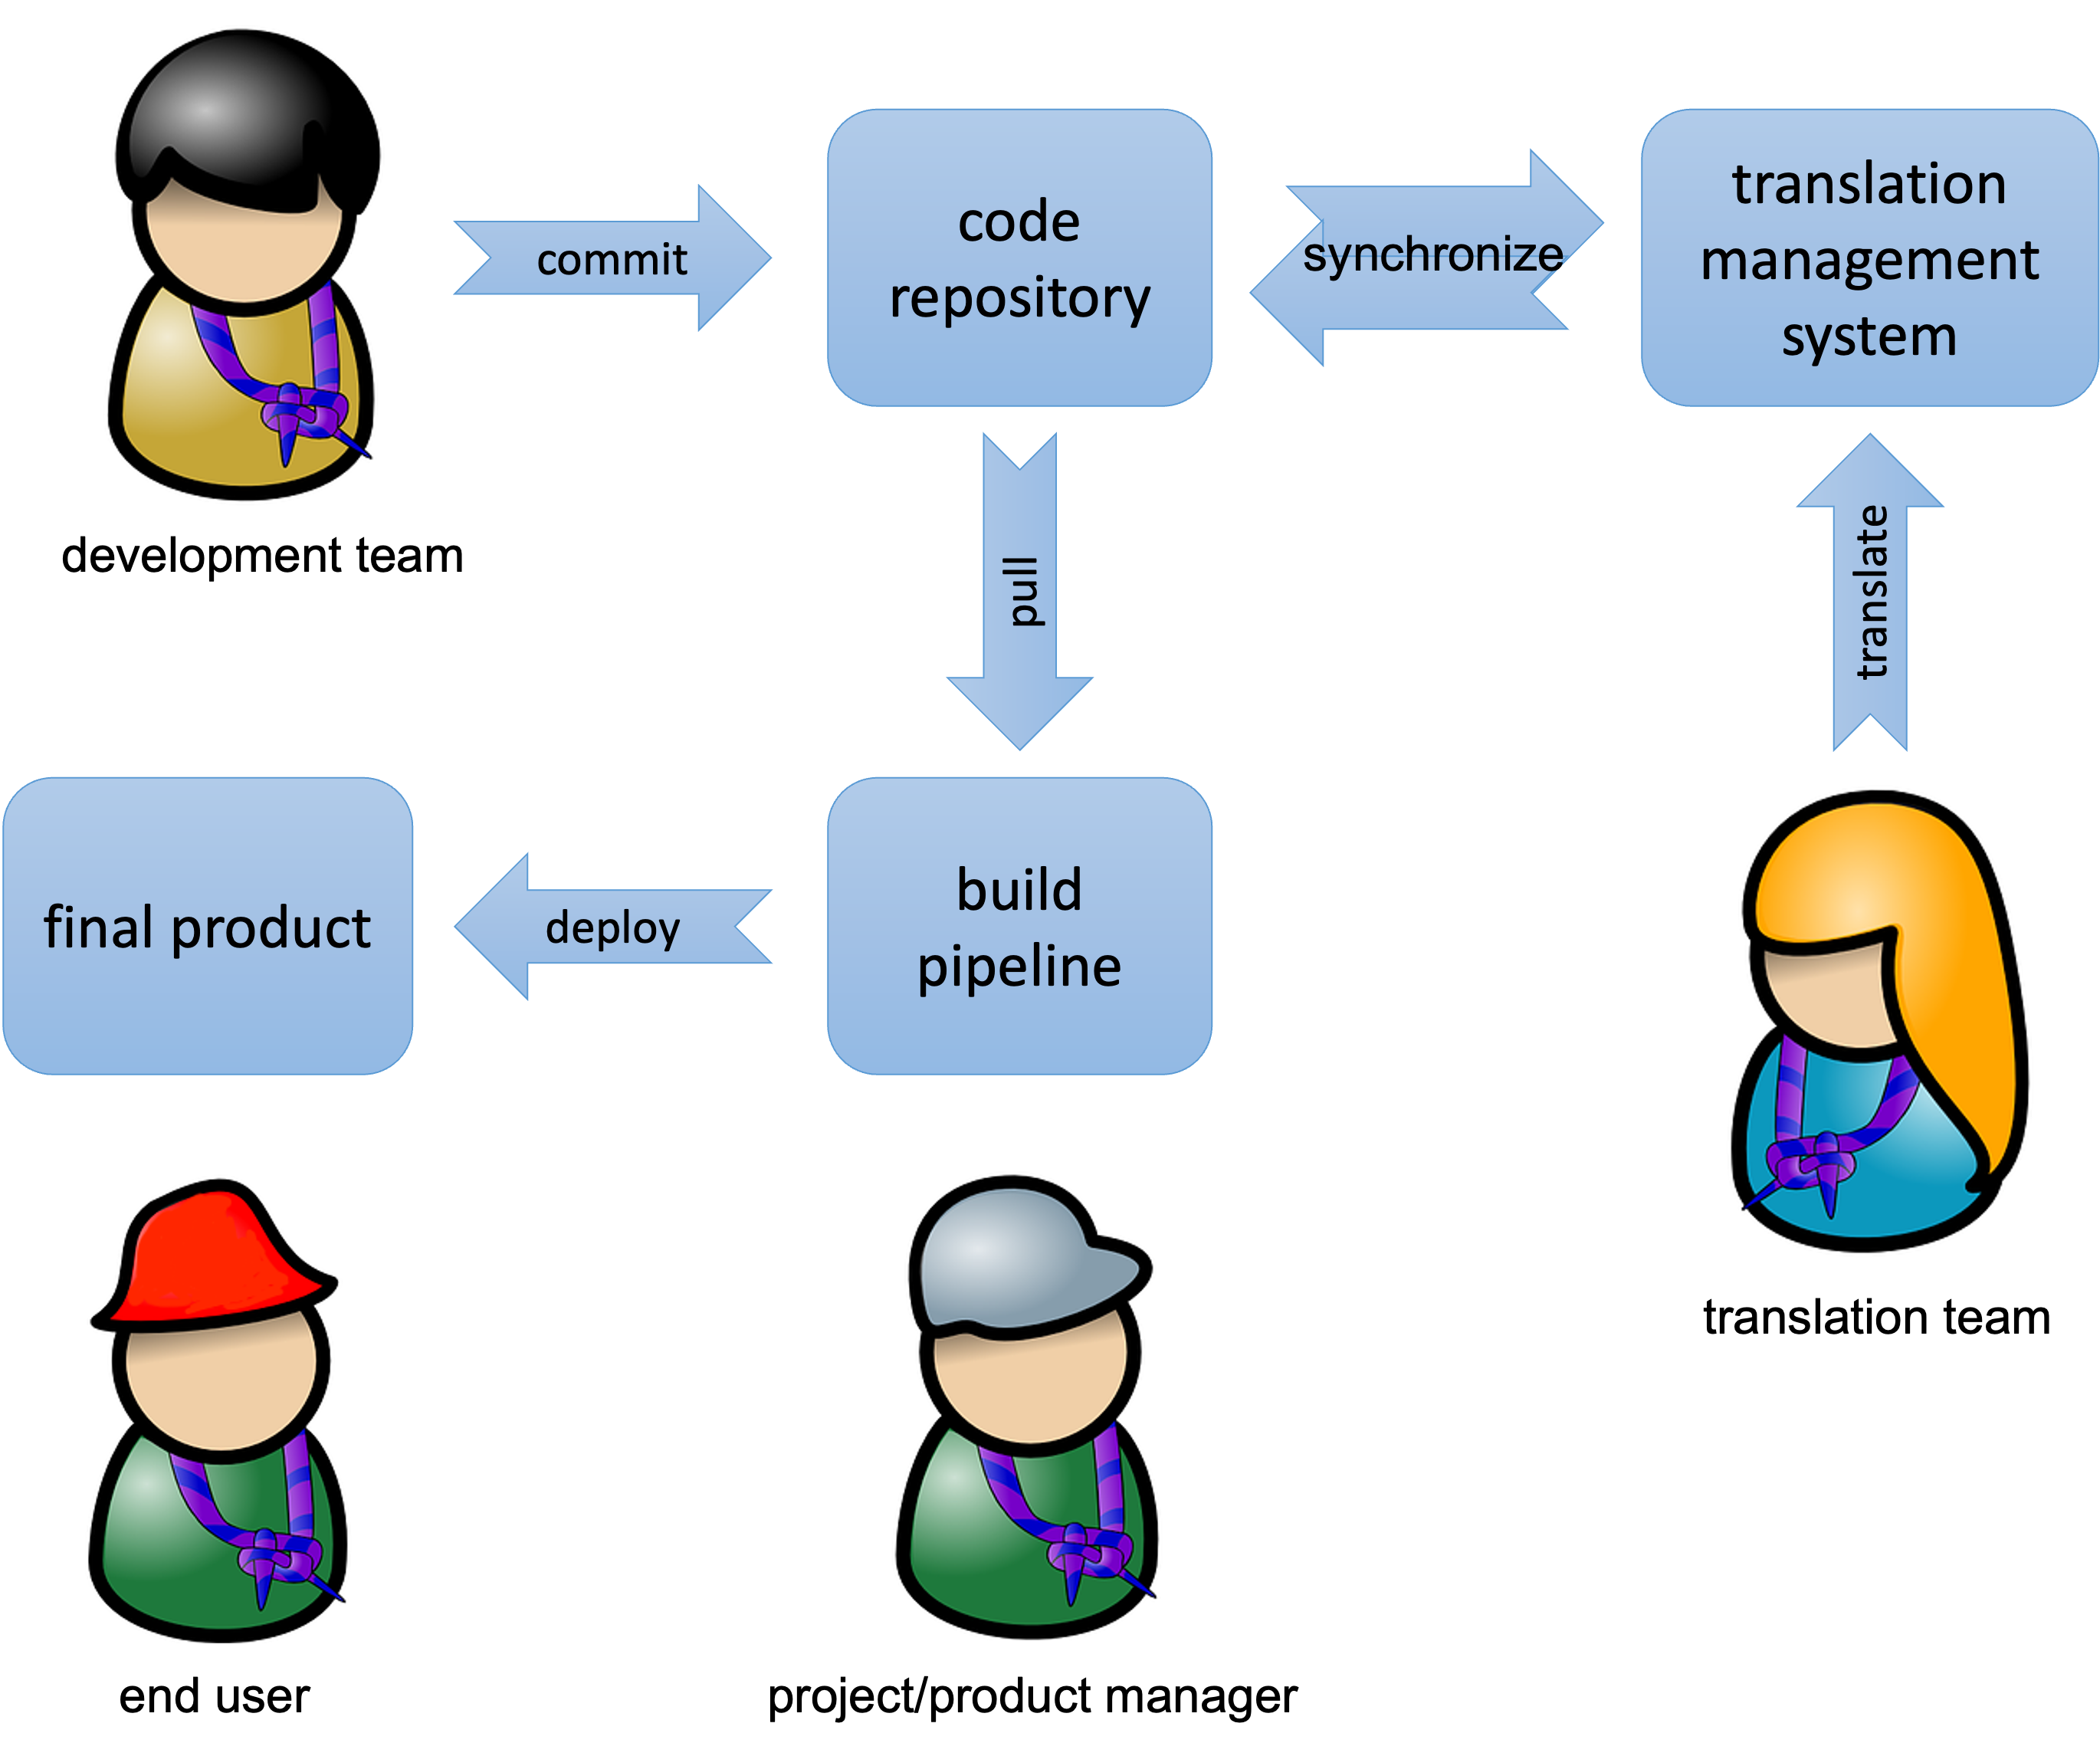 commit
code
repository
synchronize
translation
management
system
development team
pull
translate
final product
deploy
build
pipeline
translation team
end user
project/product manager